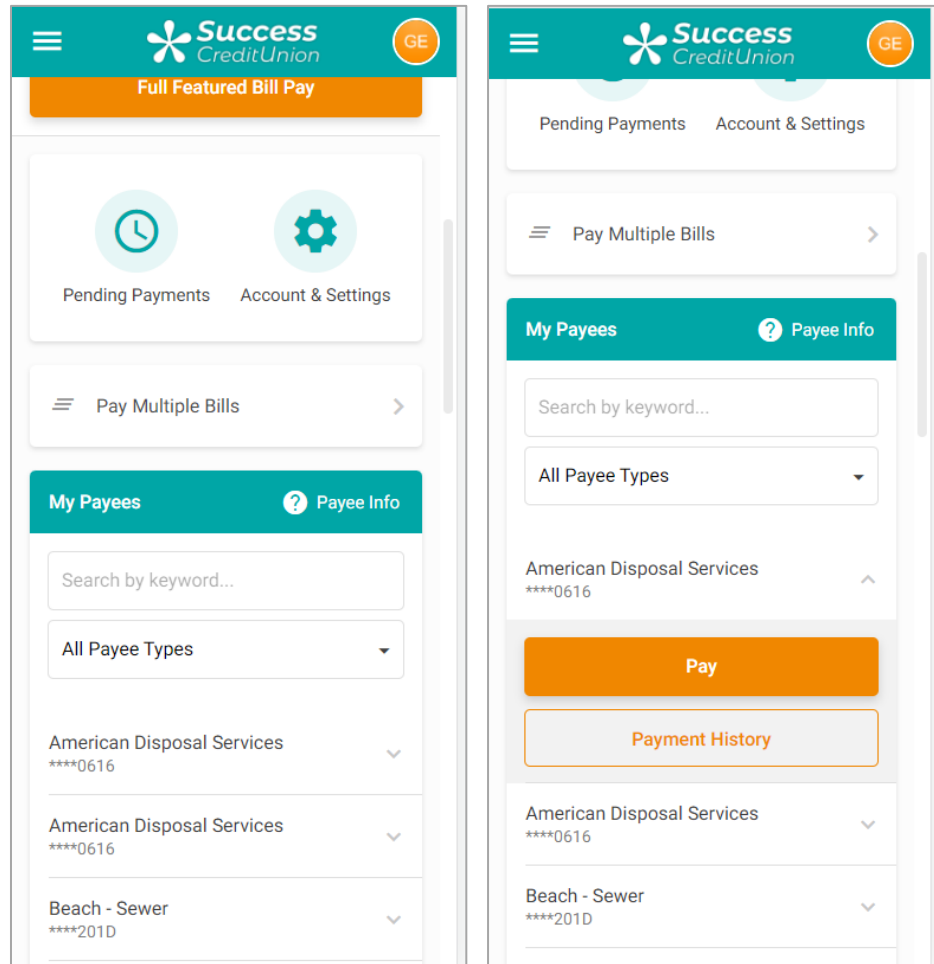 Success
CreditUnion
GE
Full Featured Bill Pay
Pending Payments
Account & Settings
Pay Multiple Bills
My Payees
? Payee Info
Search by keyword...
All Payee Types
American Disposal Services
****0616
American Disposal Services
****0616
Beach - Sewer
****201D
Success
CreditUnion
GE
Pending Payments
Account & Settings
Pay Multiple Bills
My Payees
? Payee Info
Search by keyword...
All Payee Types
American Disposal Services
****0616
Pay
Payment History
American Disposal Services
****0616
Beach - Sewer
****201D